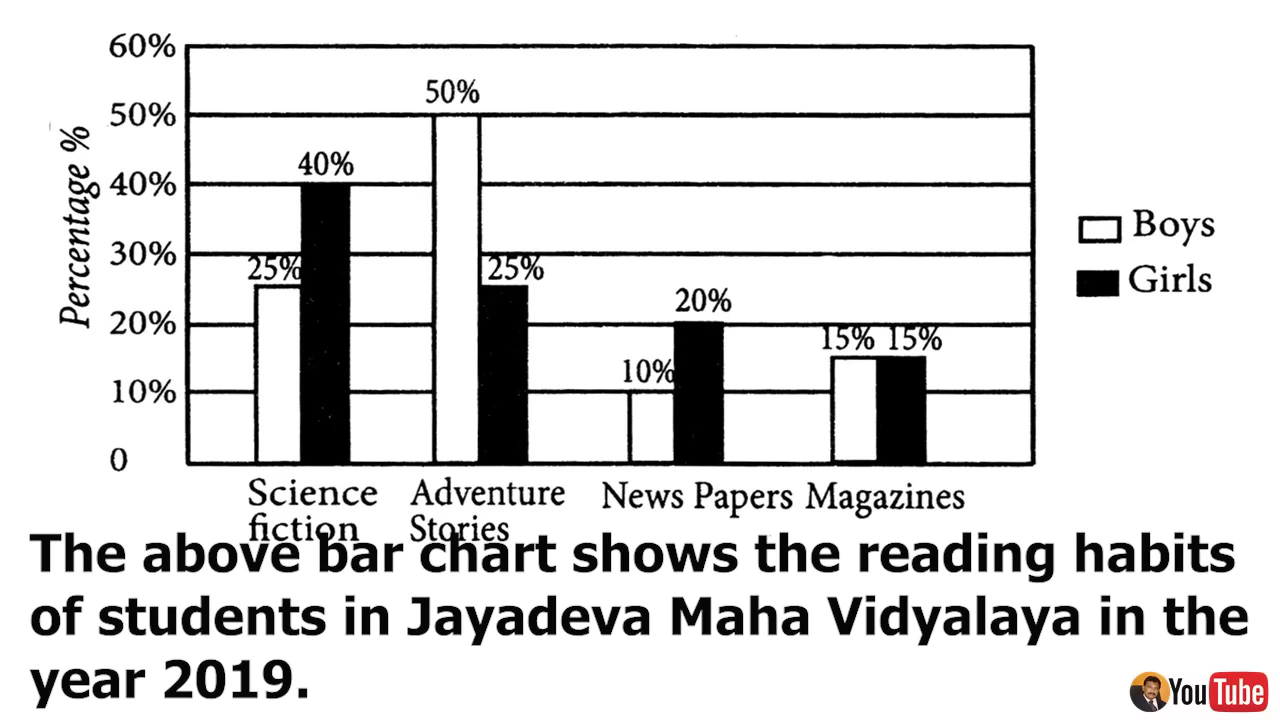 60%
50%
50%
40%
40%
30%
25%
25%
20%
20%
15% 15%
10%
10%
0
Percentage %
Boys
Girls
Science
fiction
Adventure
Stories
News Papers
Magazines
The above bar chart shows the reading habits
of students in Jayadeva Maha Vidyalaya in the
year 2019.
YouTube